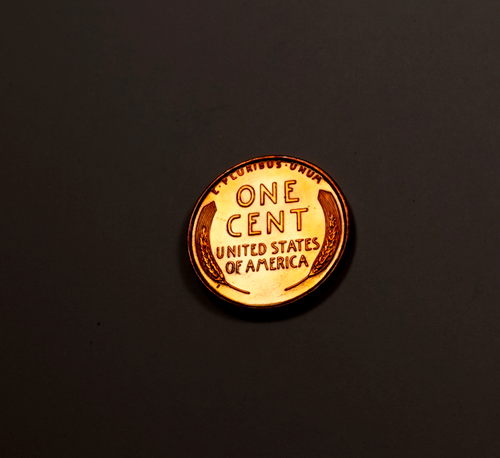 E·PLURIBUS·UNUM
ONE
CENT
UNITED STATES
OF AMERICA